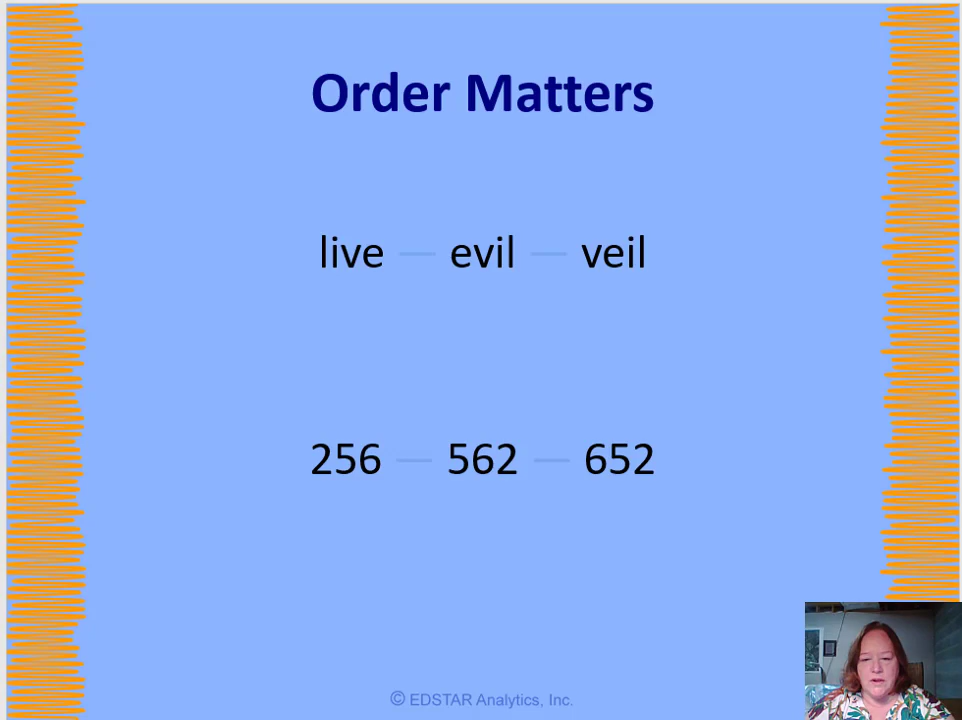 Order Matters
live — evil — veil
256 — 562 — 652
© EDSTAR Analytics, Inc.